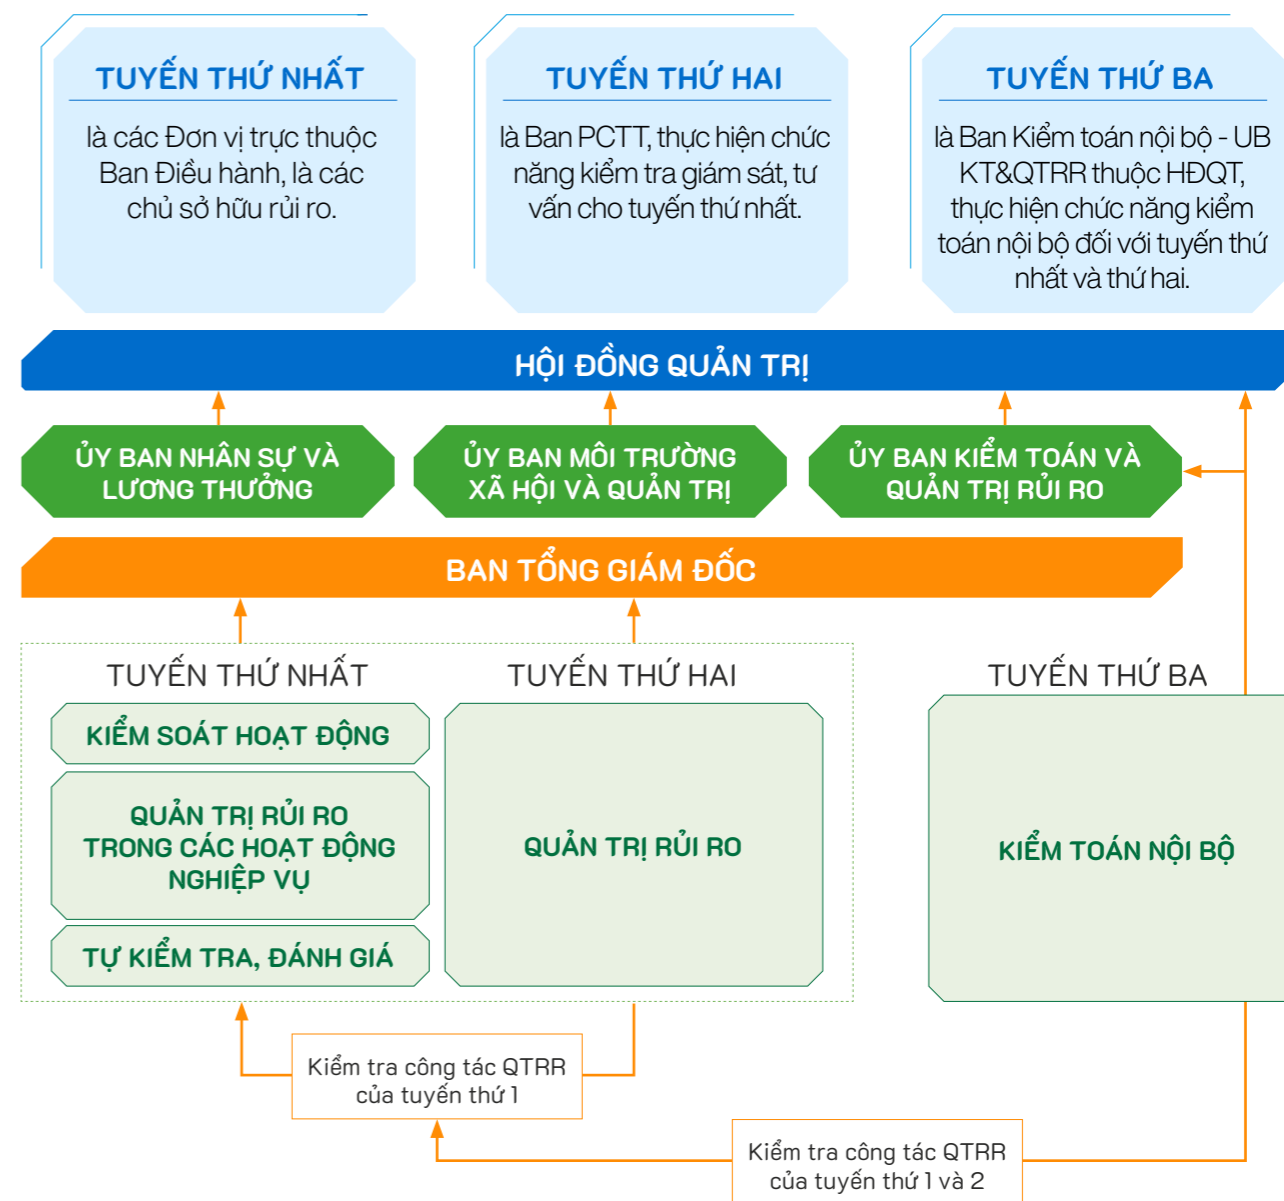 TUYẾN THỨ NHẤT
là các Đơn vị trực thuộc
Ban Điều hành, là các
chủ sở hữu rủi ro.
TUYẾN THỨ HAI
là Ban PCTT, thực hiện chức
năng kiểm tra giám sát, tư
vấn cho tuyến thứ nhất.
TUYẾN THỨ BA
là Ban Kiểm toán nội bộ - UB
KT&QTRR thuộc HĐQT,
thực hiện chức năng kiểm
toán nội bộ đối với tuyến thứ
nhất và thứ hai.
HỘI ĐỒNG QUẢN TRỊ
ỦY BAN NHÂN SỰ VÀ
LƯƠNG THƯỞNG
ỦY BAN MÔI TRƯỜNG
XÃ HỘI VÀ QUẢN TRỊ
ỦY BAN KIỂM TOÁN VÀ
QUẢN TRỊ RỦI RO
BAN TỔNG GIÁM ĐỐC
TUYẾN THỨ NHẤT
KIỂM SOÁT HOẠT ĐỘNG
QUẢN TRỊ RỦI RO
TRONG CÁC HOẠT ĐỘNG
NGHIỆP VỤ
TỰ KIỂM TRA, ĐÁNH GIÁ
TUYẾN THỨ HAI
QUẢN TRỊ RỦI RO
TUYẾN THỨ BA
KIỂM TOÁN NỘI BỘ
Kiểm tra công tác QTRR
của tuyến thứ 1
Kiểm tra công tác QTRR
của tuyến thứ 1 và 2